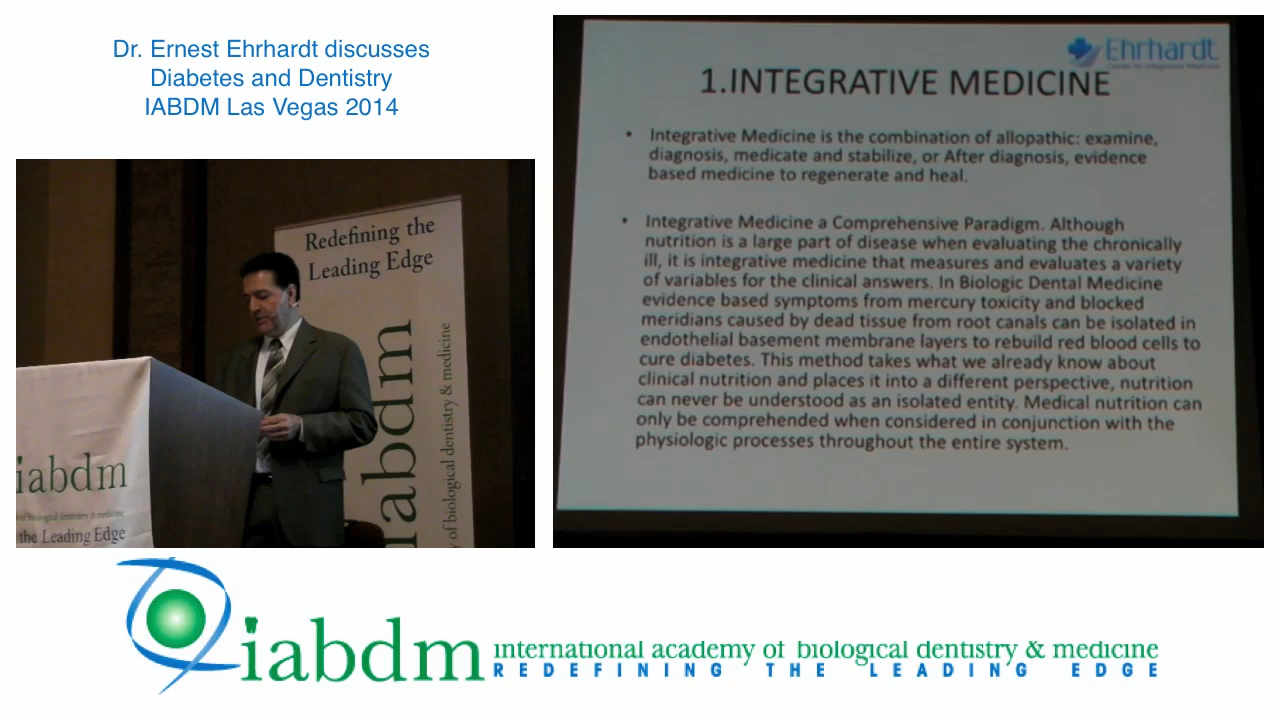 Dr. Ernest Ehrhardt discusses
Diabetes and Dentistry
IABDM Las Vegas 2014
Ehrhardt
Center for Integrative Medicine
1.INTEGRATIVE MEDICINE
• Integrative Medicine is the combination of allopathic: examine,
diagnosis, medicate and stabilize, or After diagnosis, evidence
based medicine to regenerate and heal.
• Integrative Medicine a Comprehensive Paradigm. Although
nutrition is a large part of disease when evaluating the chronically
ill, it is integrative medicine that measures and evaluates a variety
of variables for the clinical answers. In Biologic Dental Medicine
evidence based symptoms from mercury toxicity and blocked
meridians caused by dead tissue from root canals can be isolated in
endothelial basement membrane layers to rebuild red blood cells to
cure diabetes. This method takes what we already know about
clinical nutrition and places it into a different perspective, nutrition
can never be understood as an isolated entity. Medical nutrition can
only be comprehended when considered in conjunction with the
physiologic processes throughout the entire system.
Redefining the
Leading Edge
iabdm
y of biological dentistry & medicine
iabdm
of biological dentistry & medicine
the Leading Edge
iabdm
international academy of biological dentistry & medicine
REDEFINING THE LEADING EDGE